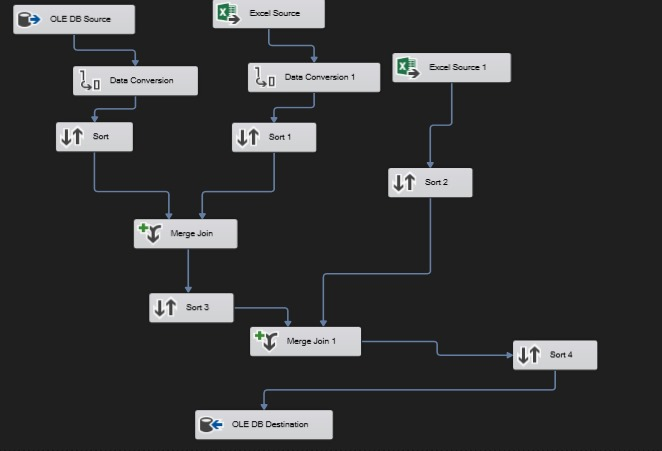 OLE DB Source
Excel Source
Data Conversion
Data Conversion 1
Excel Source 1
Sort
Sort 1
Sort 2
Merge Join
Sort 3
Merge Join 1
Sort 4
OLE DB Destination